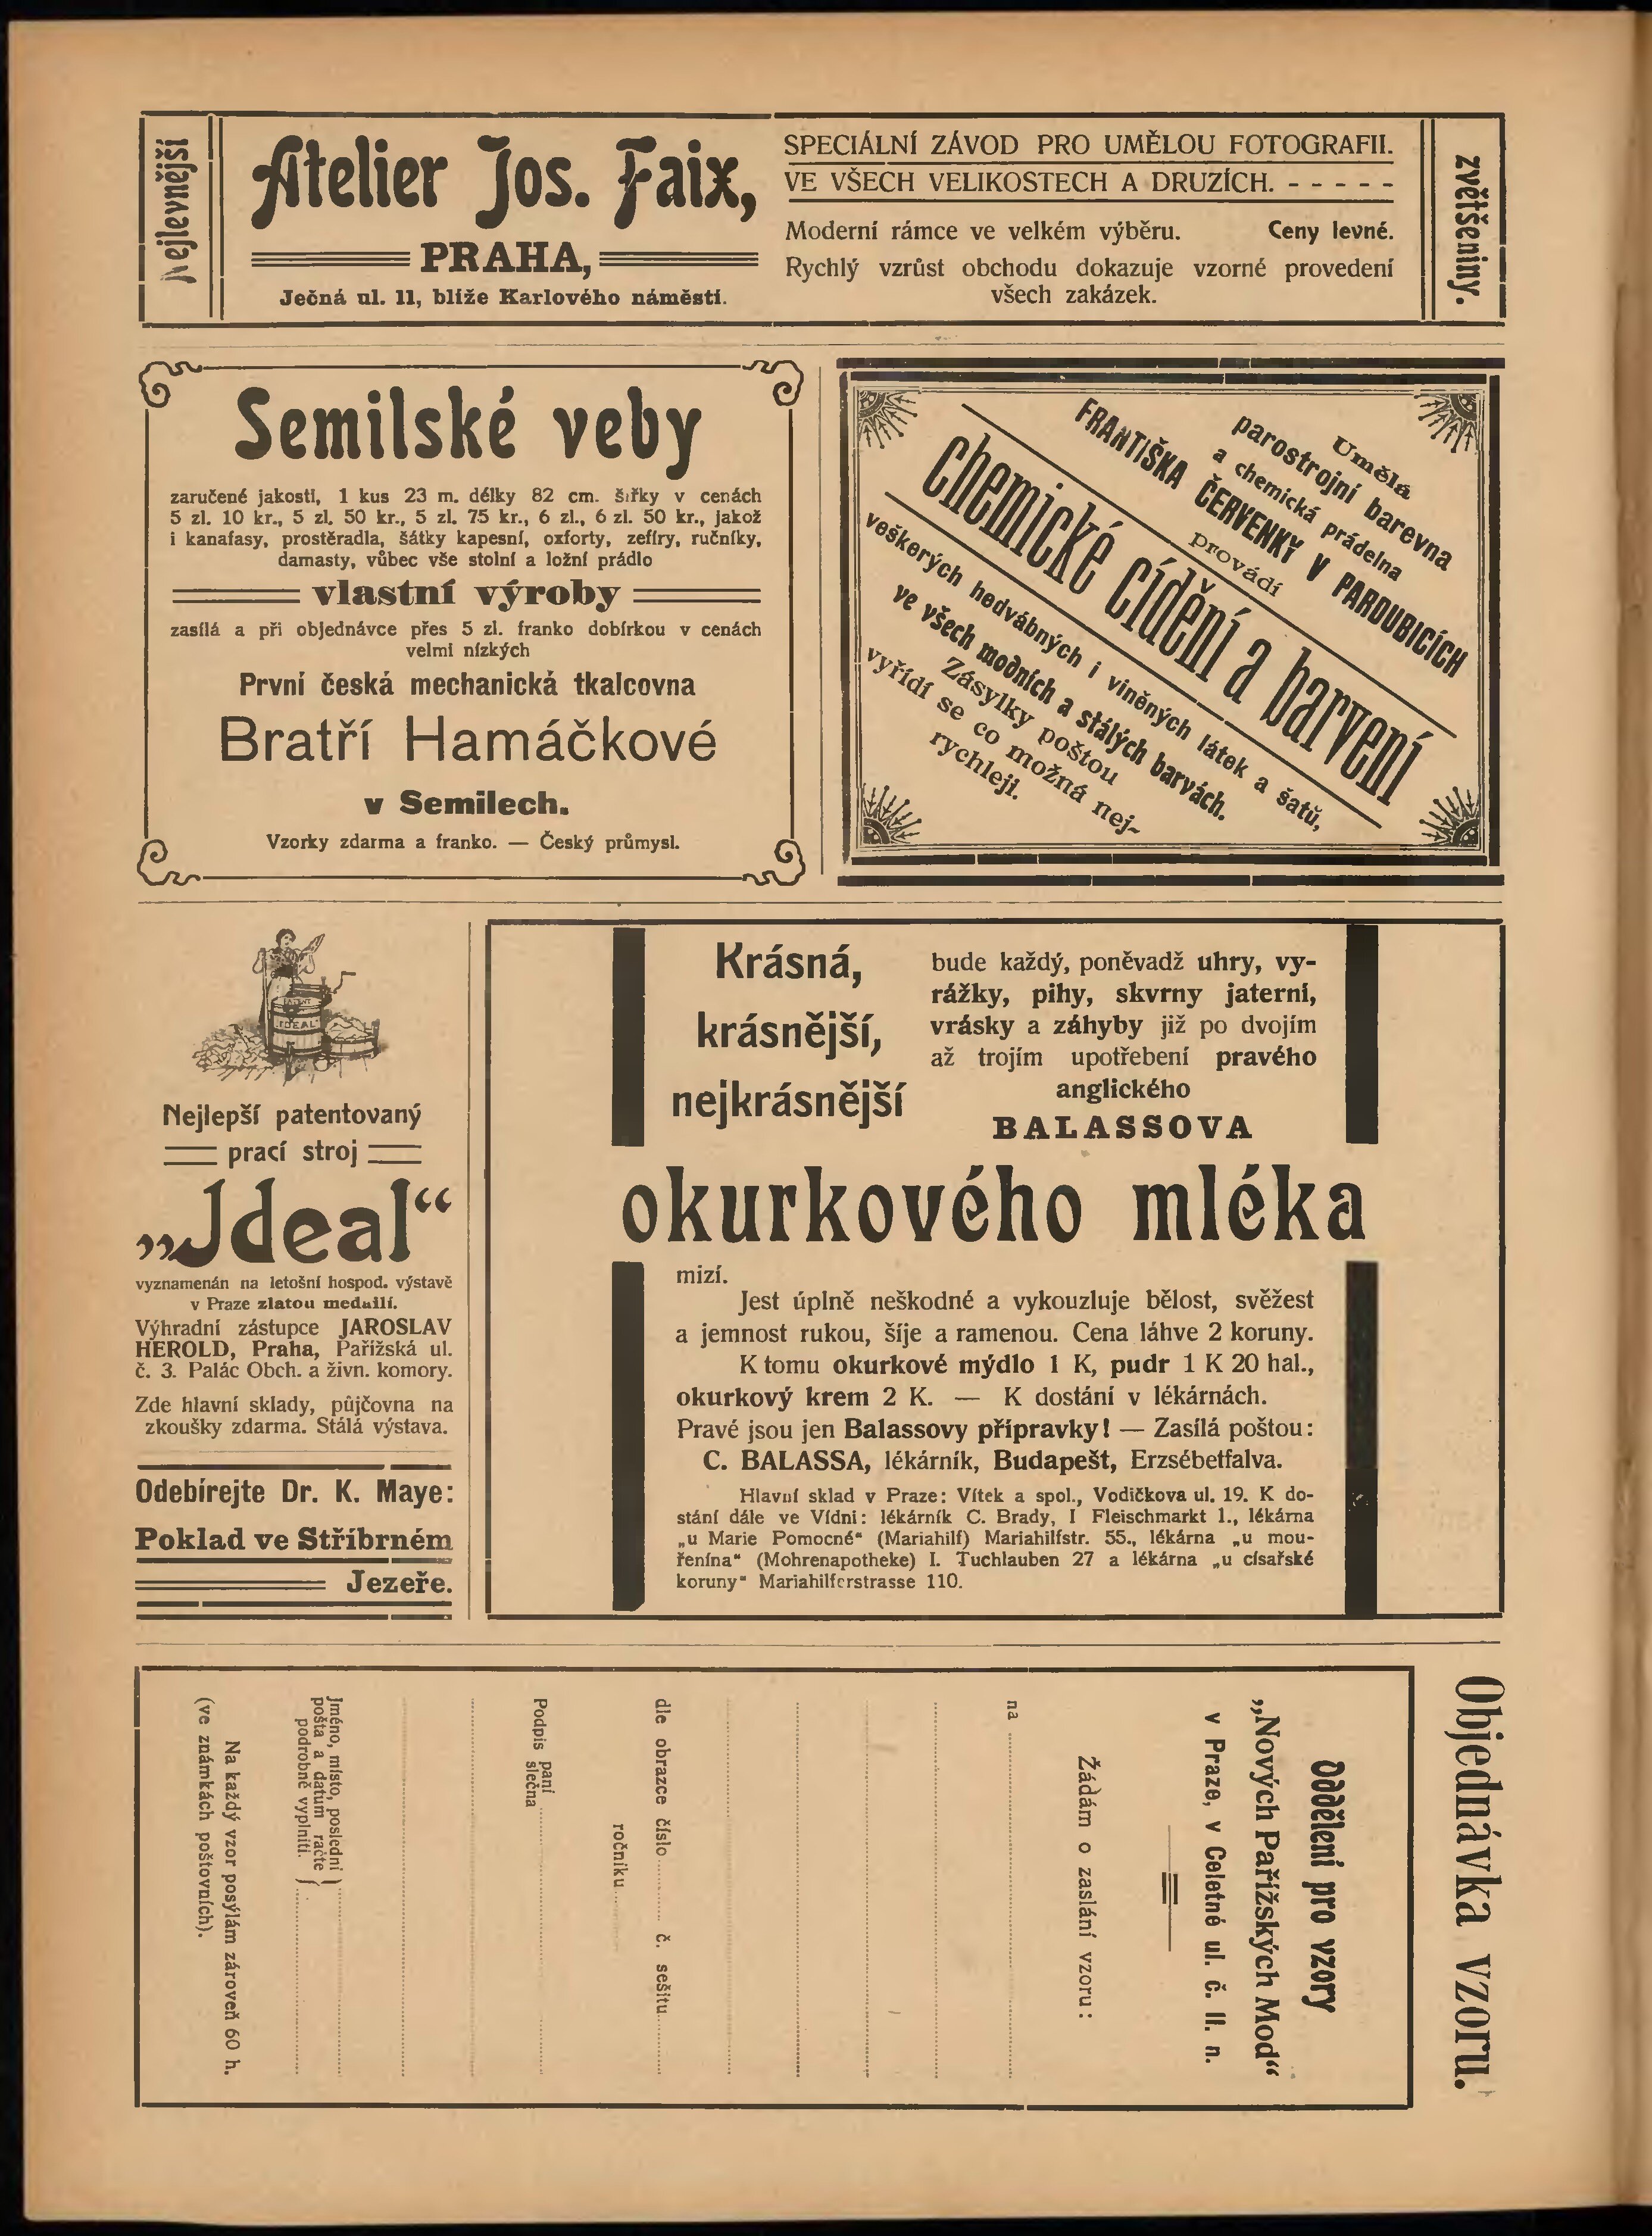 Nejlevnější
Atelier Jos. Faix,
PRAHA,
Ječná ul. 11, blíže Karlového náměstí.
SPECIÁLNÍ ZÁVOD PRO UMĚLOU FOTOGRAFII.
VE VŠECH VELIKOSTECH A DRUZÍCH. - - - - -
Moderní rámce ve velkém výběru. Ceny levné.
Rychlý vzrůst obchodu dokazuje vzorné provedení
všech zakázek.
zvětšeniny.
Semilské veby
zaručené jakosti, 1 kus 23 m. délky 82 cm. šířky v cenách
5 zl. 10 kr., 5 zl. 50 kr., 5 zl. 75 kr., 6 zl., 6 zl. 50 kr., jakož
i kanafasy, prostěradla, šátky kapesní, oxforty, zefíry, ručníky,
damasty, vůbec vše stolní a ložní prádlo
vlastní výroby
zasílá a při objednávce přes 5 zl. franko dobírkou v cenách
velmi nízkých
První česká mechanická tkalcovna
Bratří Hamáčkové
v Semilech.
Vzorky zdarma a franko. — Český průmysl.
Umělá
parostrojní barevna
a chemická prádelna
FRANTIŠKA ČERVENKY V PARDUBICÍCH
provádí
chemické cídění a barvení
veškerých hedvábných i vlněných látek a šatů,
ve všech modních a stálých barvách.
Zásylky poštou
vyřídí se co možná nej-
rychleji.
PATENT
IDEAL
Nejlepší patentovaný
prací stroj
„Ideal“
vyznamenán na letošní hospod. výstavě
v Praze zlatou medailí.
Výhradní zástupce JAROSLAV
HEROLD, Praha, Pařížská ul.
č. 3. Palác Obch. a živn. komory.
Zde hlavní sklady, půjčovna na
zkoušky zdarma. Stálá výstava.
Odebírejte Dr. K. Maye:
Poklad ve Stříbrném
Jezeře.
Krásná,
krásnější,
nejkrásnější
bude každý, poněvadž uhry, vy-
rážky, pihy, skvrny jaterní,
vrásky a záhyby již po dvojím
až trojím upotřebení pravého
anglického
BALASSOVA
okurkového mléka
mizí.
Jest úplně neškodné a vykouzluje bělost, svěžest
a jemnost rukou, šíje a ramenou. Cena láhve 2 koruny.
K tomu okurkové mýdlo 1 K, pudr 1 K 20 hal.,
okurkový krem 2 K. — K dostání v lékárnách.
Pravé jsou jen Balassovy přípravky! — Zasílá poštou:
C. BALASSA, lékárník, Budapešt, Erzsébetfalva.
Hlavní sklad v Praze: Vítek a spol., Vodičkova ul. 19. K do-
stání dále ve Vídni: lékárník C. Brady, I Fleischmarkt 1., lékárna
„u Marie Pomocné“ (Mariahilf) Mariahilfstr. 55., lékárna „u mou-
řenína“ (Mohrenapotheke) I. Tuchlauben 27 a lékárna „u císařské
koruny“ Mariahilferstrasse 110.
Objednávka vzoru.
Oddělení pro vzory
„Nových Pařížských Mod“
v Praze, v Celetné ul. č. 11. n.
Žádám o zaslání vzoru:
na
dle obrazce číslo č. sešitu
ročníku
Podpis paní
slečna
Jméno, místo, poslední
pošta a datum račte
podrobně vyplniti.
Na každý vzor posýlám zároveň 60 h.
(ve známkách poštovních).